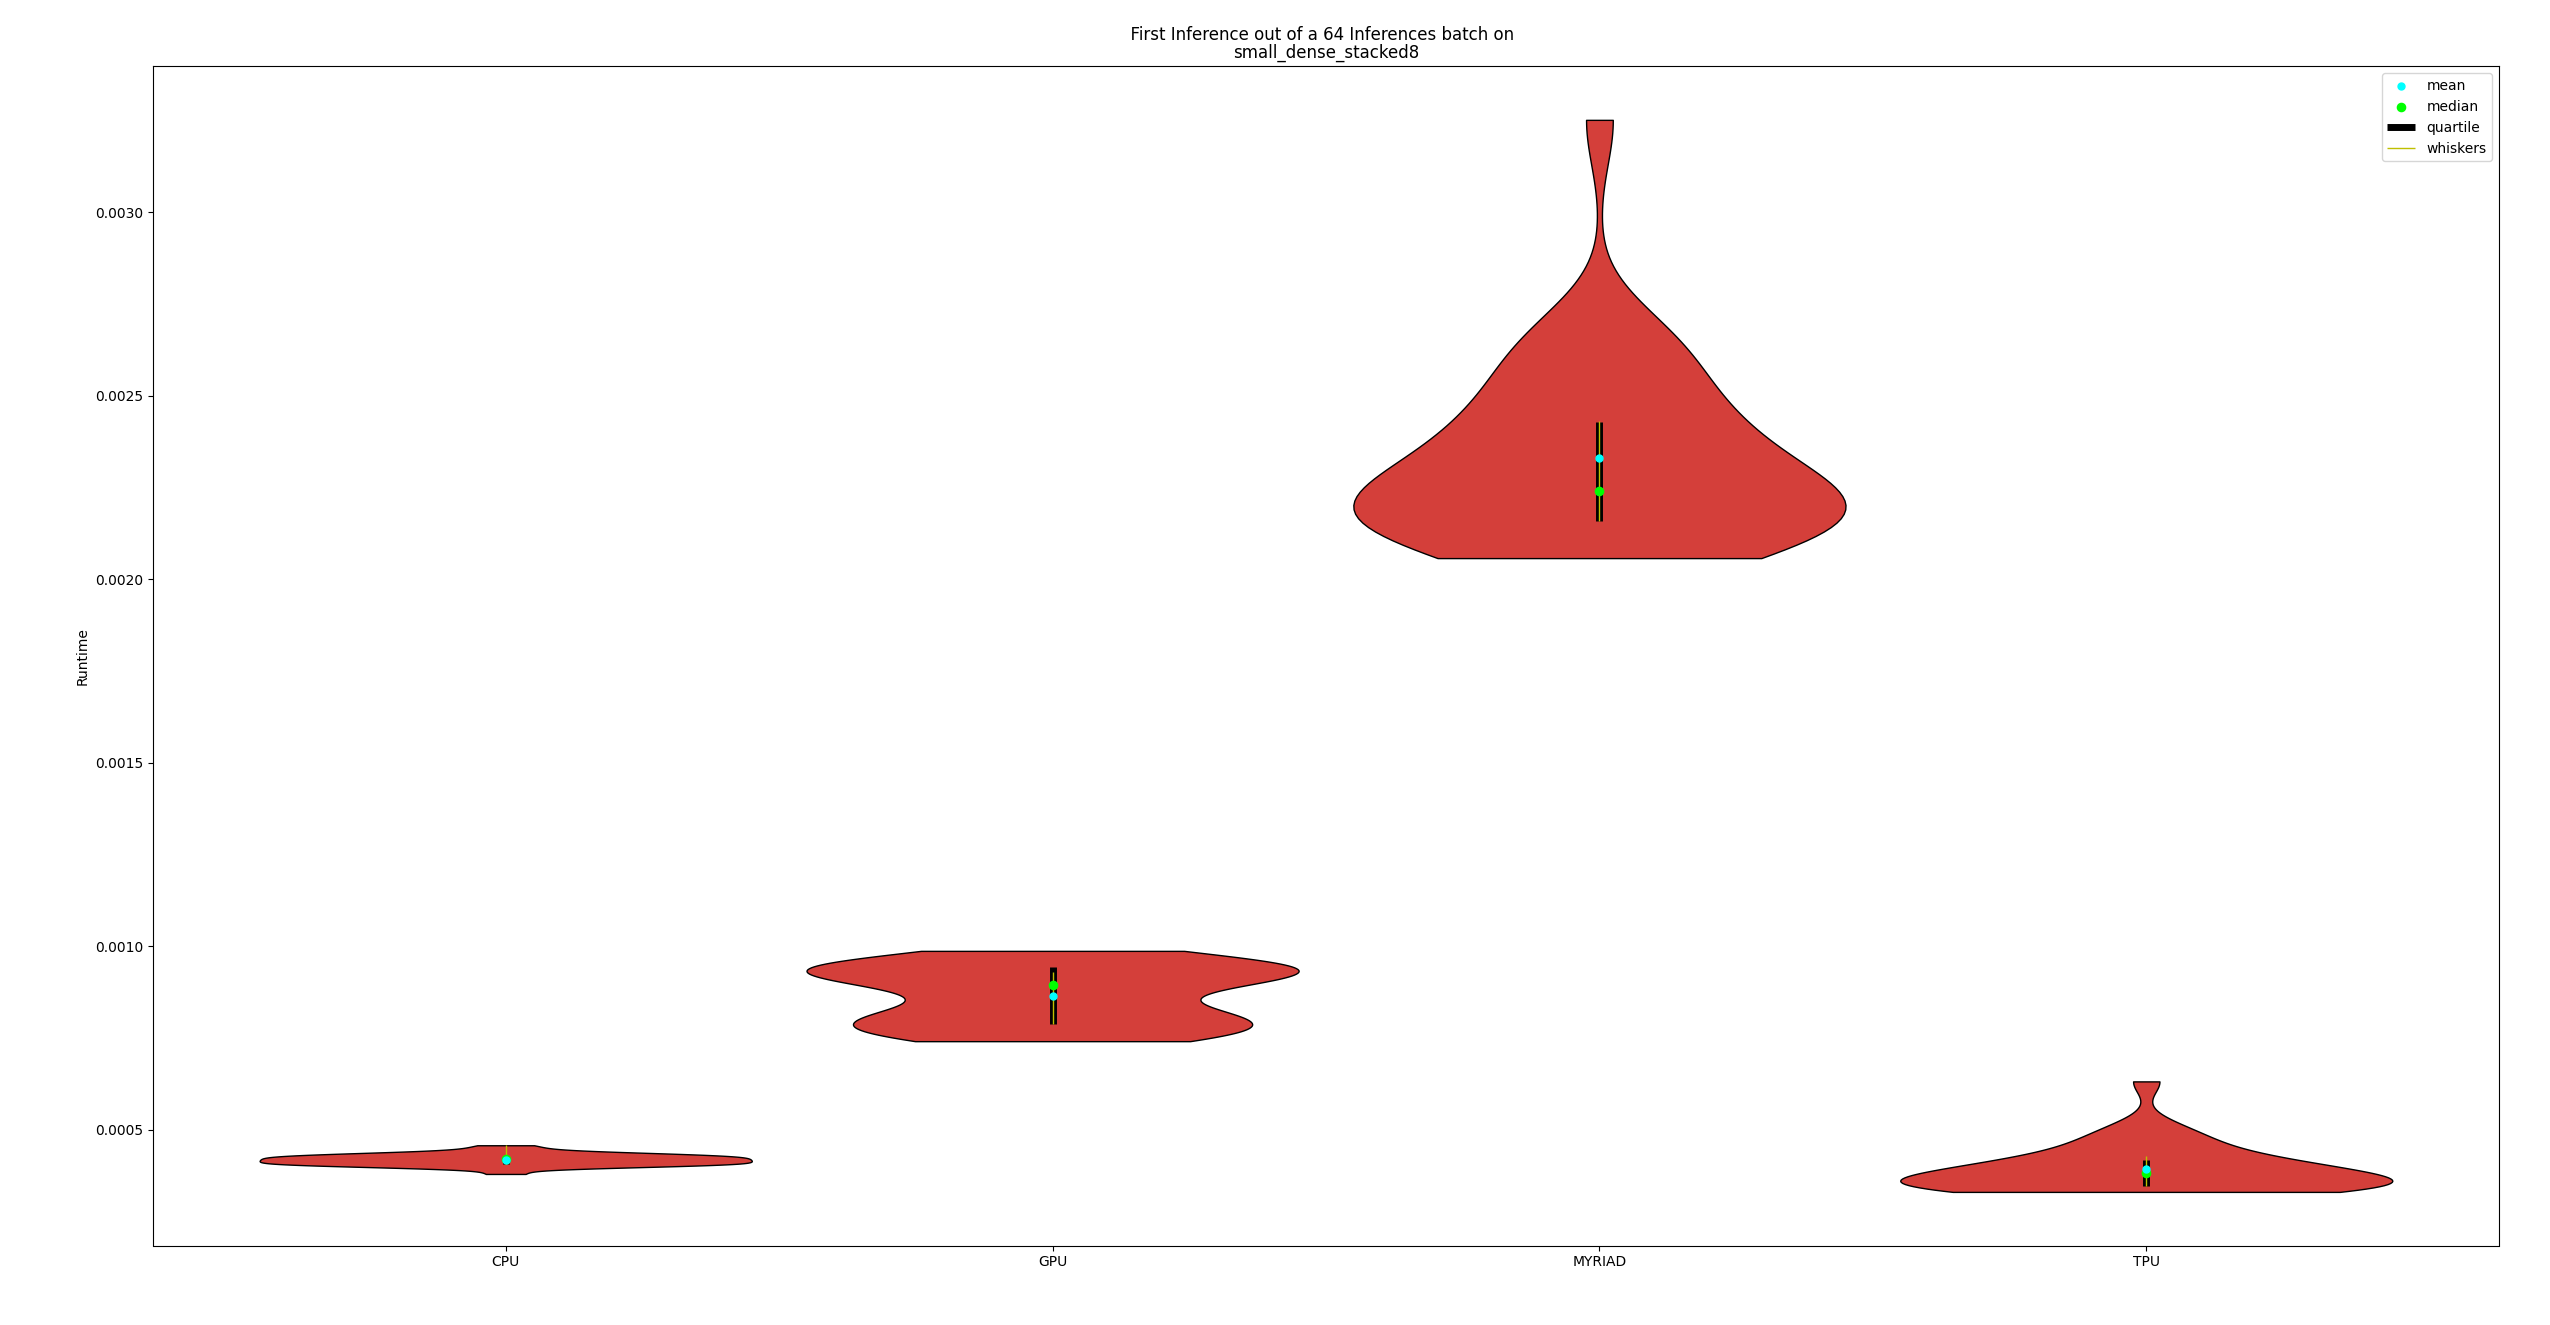 First Inference out of a 64 Inferences batch on
small_dense_stacked8
mean
median
quartile
whiskers
0.0030
0.0025
0.0020
0.0015
0.0010
0.0005
Runtime
CPU
GPU
MYRIAD
TPU